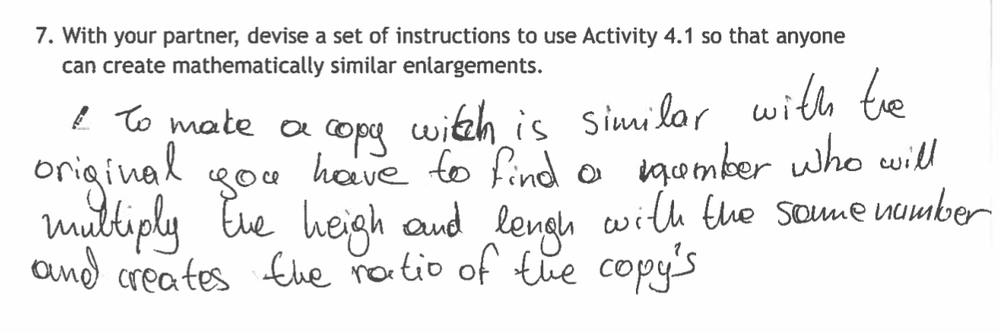 7. With your partner, devise a set of instructions to use Activity 4.1 so that anyone
can create mathematically similar enlargements.
To make a copy witch is similar with the
original you have to find a number who will
multiply the heigh and lengh with the same number
and creates the ratio of the copy's